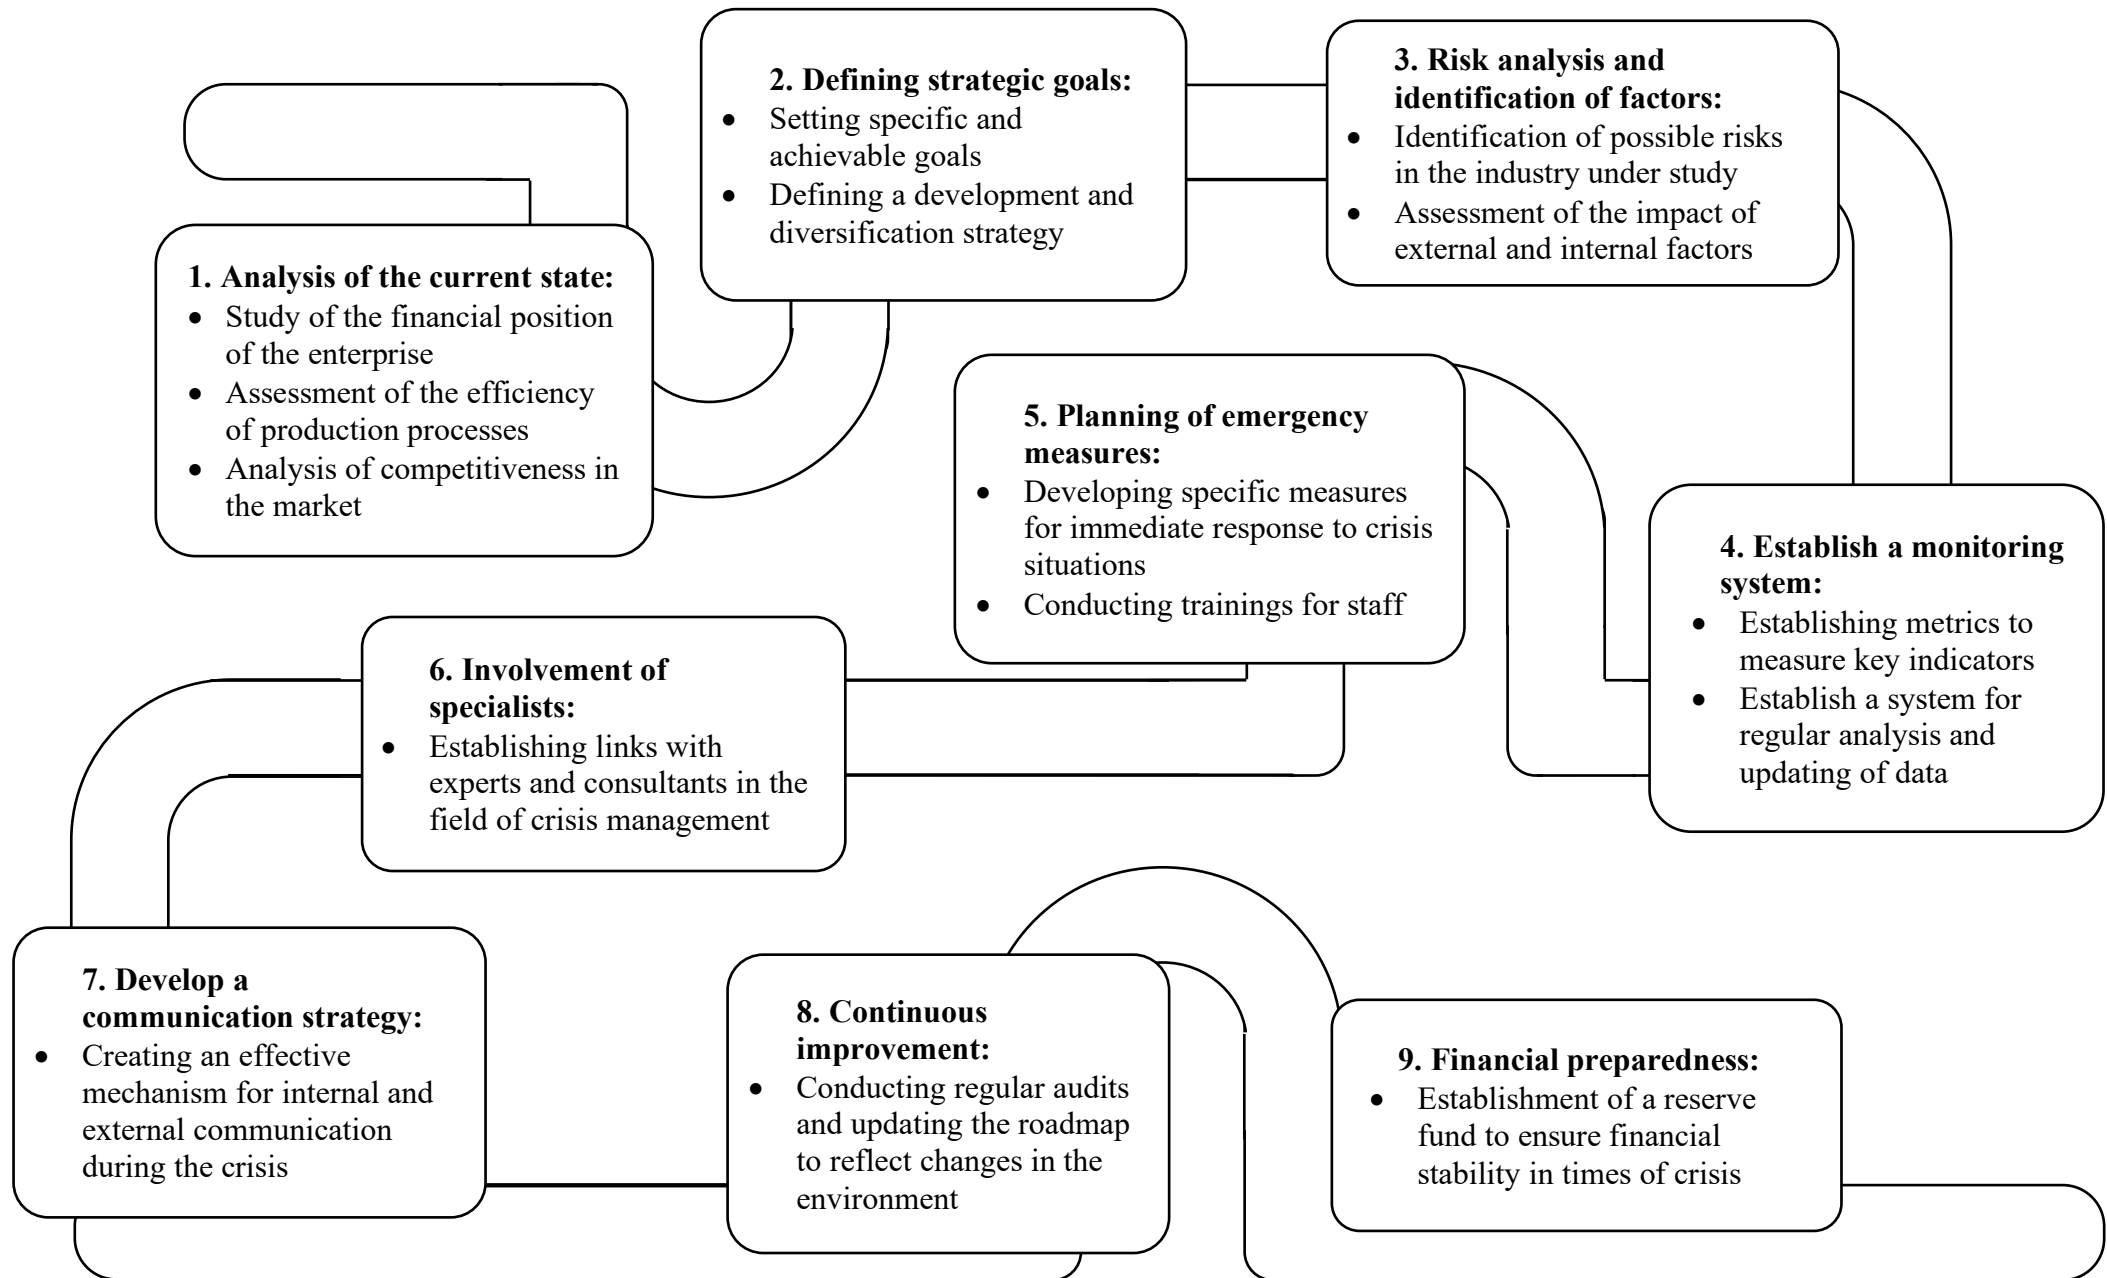 1. Analysis of the current state:
• Study of the financial position
of the enterprise
• Assessment of the efficiency
of production processes
• Analysis of competitiveness in
the market
2. Defining strategic goals:
• Setting specific and
achievable goals
• Defining a development and
diversification strategy
3. Risk analysis and
identification of factors:
• Identification of possible risks
in the industry under study
• Assessment of the impact of
external and internal factors
4. Establish a monitoring
system:
• Establishing metrics to
measure key indicators
• Establish a system for
regular analysis and
updating of data
5. Planning of emergency
measures:
• Developing specific measures
for immediate response to crisis
situations
• Conducting trainings for staff
6. Involvement of
specialists:
• Establishing links with
experts and consultants in the
field of crisis management
7. Develop a
communication strategy:
• Creating an effective
mechanism for internal and
external communication
during the crisis
8. Continuous
improvement:
• Conducting regular audits
and updating the roadmap
to reflect changes in the
environment
9. Financial preparedness:
• Establishment of a reserve
fund to ensure financial
stability in times of crisis